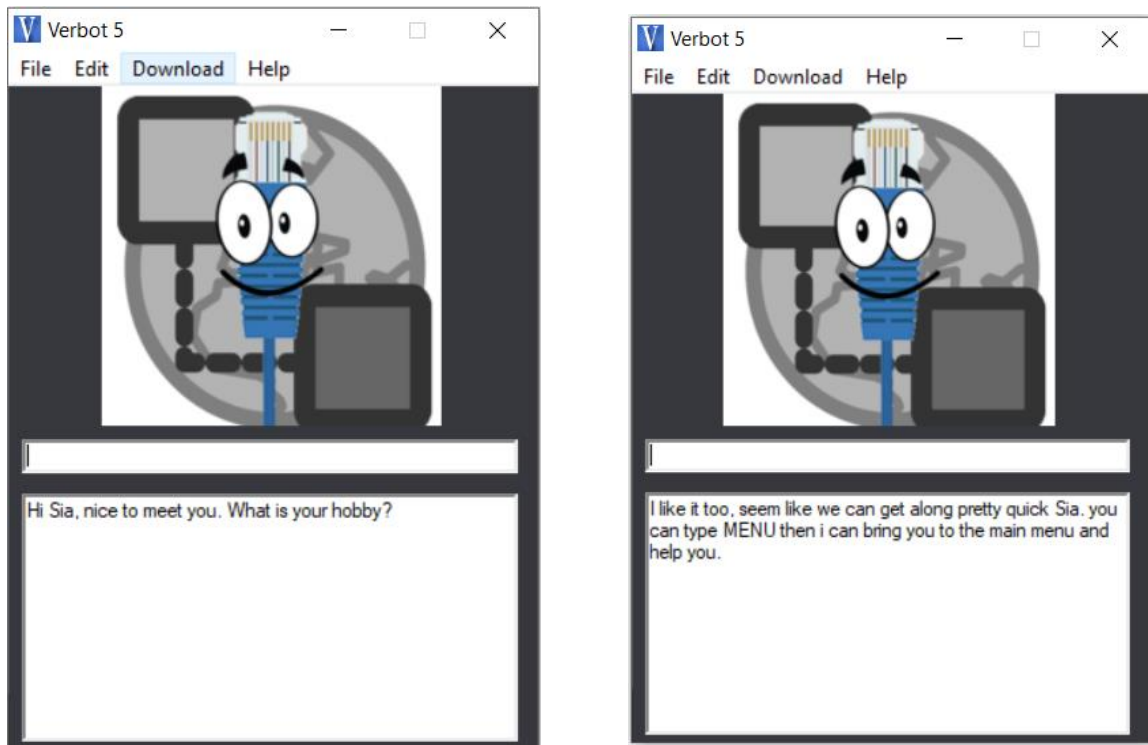 Verbot 5
File Edit Download Help
Hi Sia, nice to meet you. What is your hobby?
Verbot 5
File Edit Download Help
I like it too, seem like we can get along pretty quick Sia. you
can type MENU then i can bring you to the main menu and
help you.